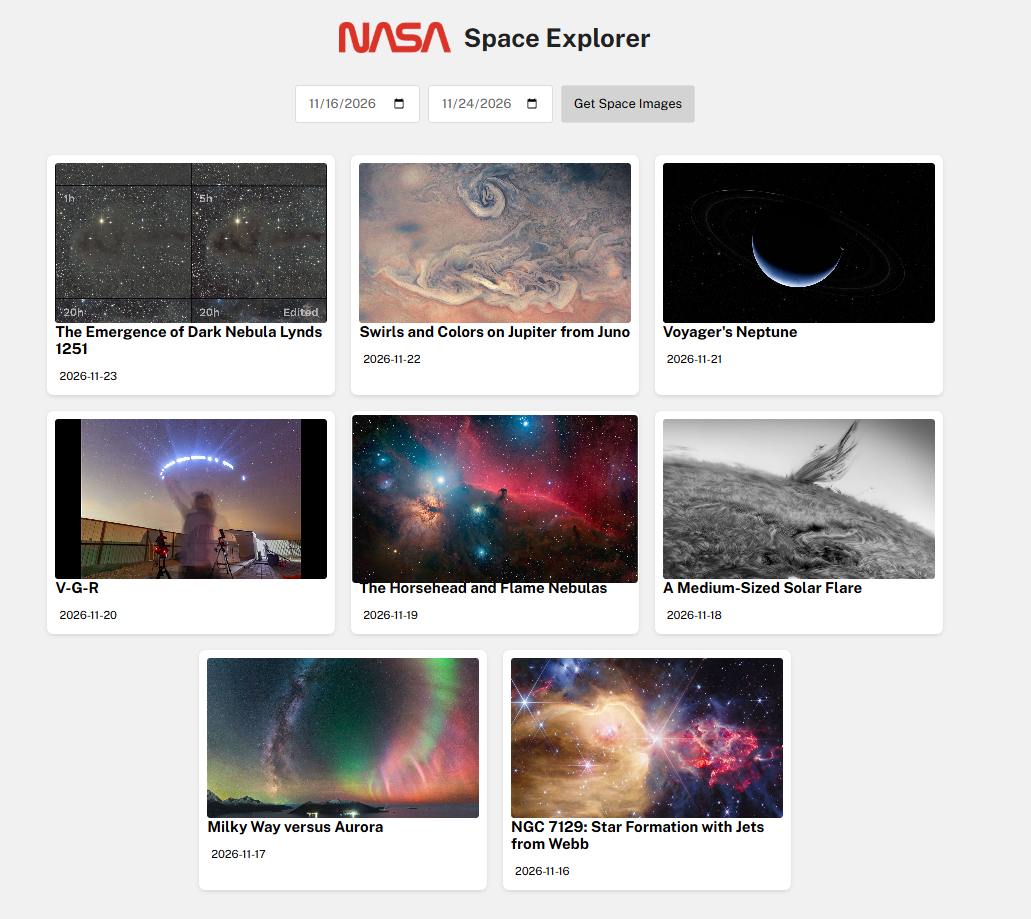 NASA Space Explorer
11/16/2026 11/24/2026 Get Space Images
1h 5h
20h 20h Edited
The Emergence of Dark Nebula Lynds
1251
2026-11-23
Swirls and Colors on Jupiter from Juno
2026-11-22
Voyager's Neptune
2026-11-21
V-G-R
2026-11-20
The Horsehead and Flame Nebulas
2026-11-19
A Medium-Sized Solar Flare
2026-11-18
Milky Way versus Aurora
2026-11-17
NGC 7129: Star Formation with Jets
from Webb
2026-11-16